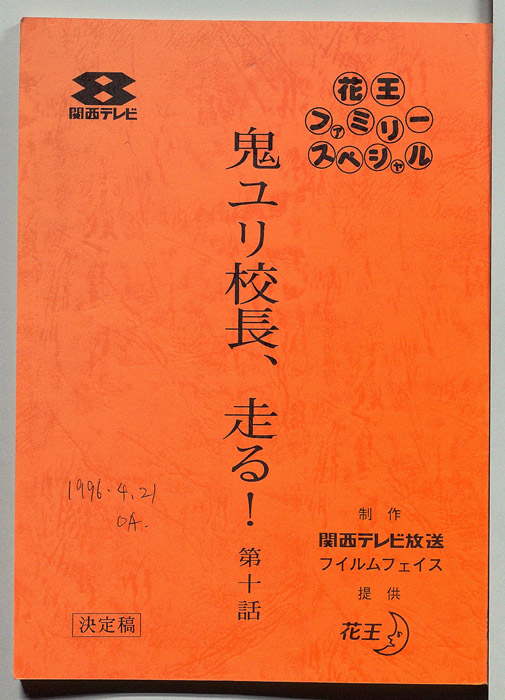 花王
ファミリー
スペシャル
関西テレビ
鬼ユリ校長、走る！ 第十話
1996.4.21
OA.
決定稿
制作
関西テレビ放送
フイルムフェイス
提供
花王